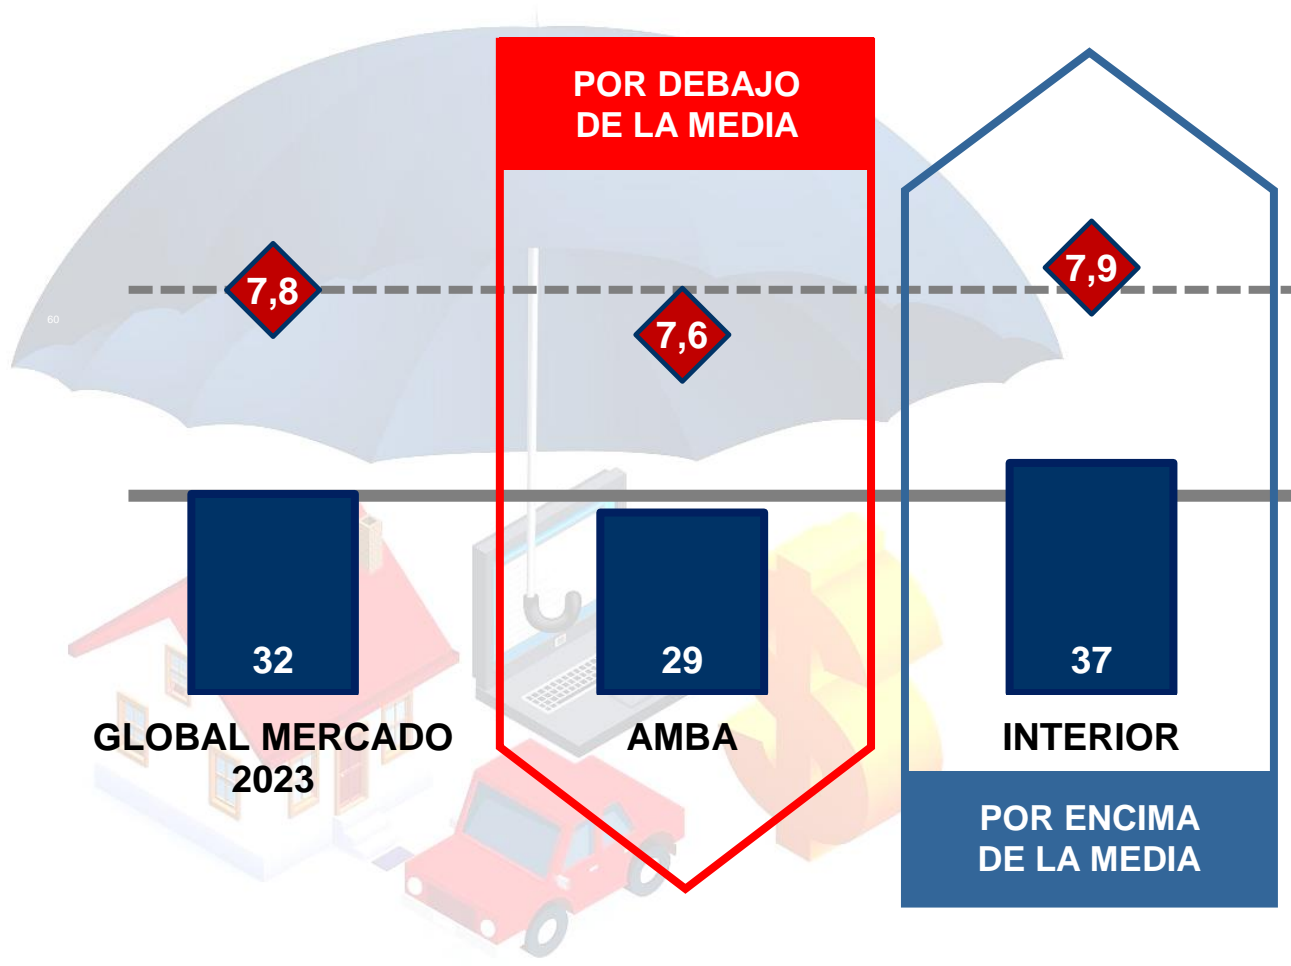 POR DEBAJO
DE LA MEDIA
7,8
7,6
7,9
60
32
29
37
GLOBAL MERCADO
2023
AMBA
INTERIOR
POR ENCIMA
DE LA MEDIA